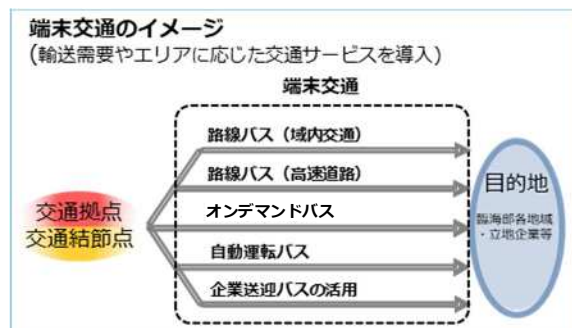 端末交通のイメージ
(輸送需要やエリアに応じた交通サービスを導入)
端末交通
路線バス（域内交通）
路線バス（高速道路）
オンデマンドバス
自動運転バス
企業送迎バスの活用
交通拠点
交通結節点
目的地
臨海部各地域
・立地企業等